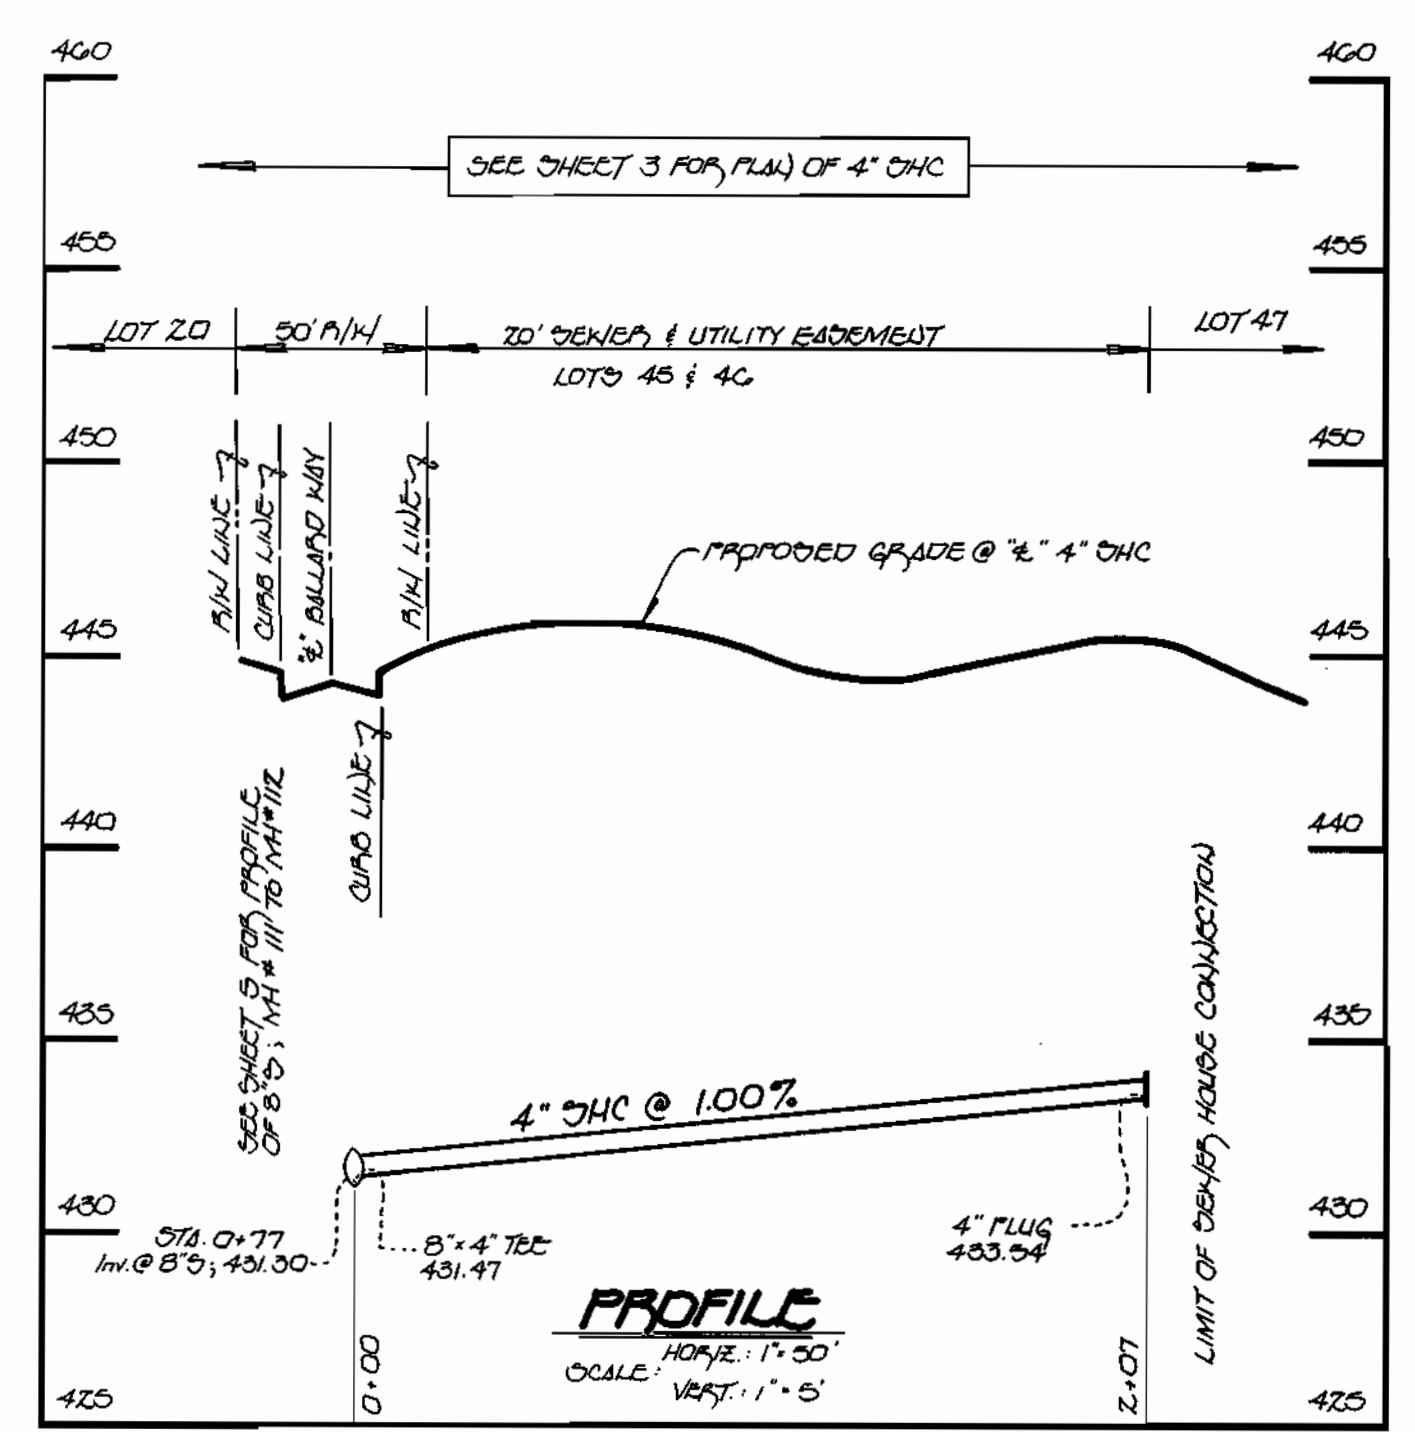 460
460
SEE SHEET 3 FOR PLAN OF 4" SHC
455
455
LOT 20
50' R/W
20' SEWER & UTILITY EASEMENT
LOTS 45 & 46
LOT 47
450
450
R/W LINE
CURB LINE
"℄" BALLARD WAY
R/W LINE
PROPOSED GRADE @ "℄" 4" SHC
445
445
CURB LINE
SEE SHEET 5 FOR PROFILE
OF 8"S; MH # 111 TO MH # 112
440
440
435
435
LIMIT OF SEWER HOUSE CONNECTION
4" SHC @ 1.00%
430
430
STA. 0+77
Inv. @ 8"S; 431.30
8" x 4" TEE
431.47
4" PLUG
433.54
PROFILE
SCALE:
HORIZ.: 1" = 50'
VERT.: 1" = 5'
0+00
2+07
425
425